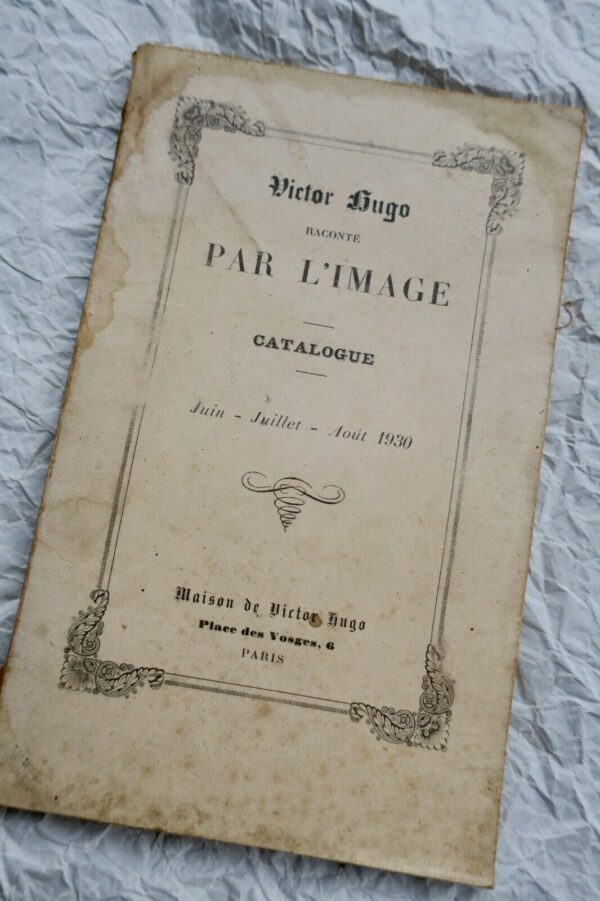 Victor Hugo
RACONTÉ
PAR L'IMAGE
CATALOGUE
Juin - Juillet - Août 1930
Maison de Victor Hugo
Place des Vosges, 6
PARIS